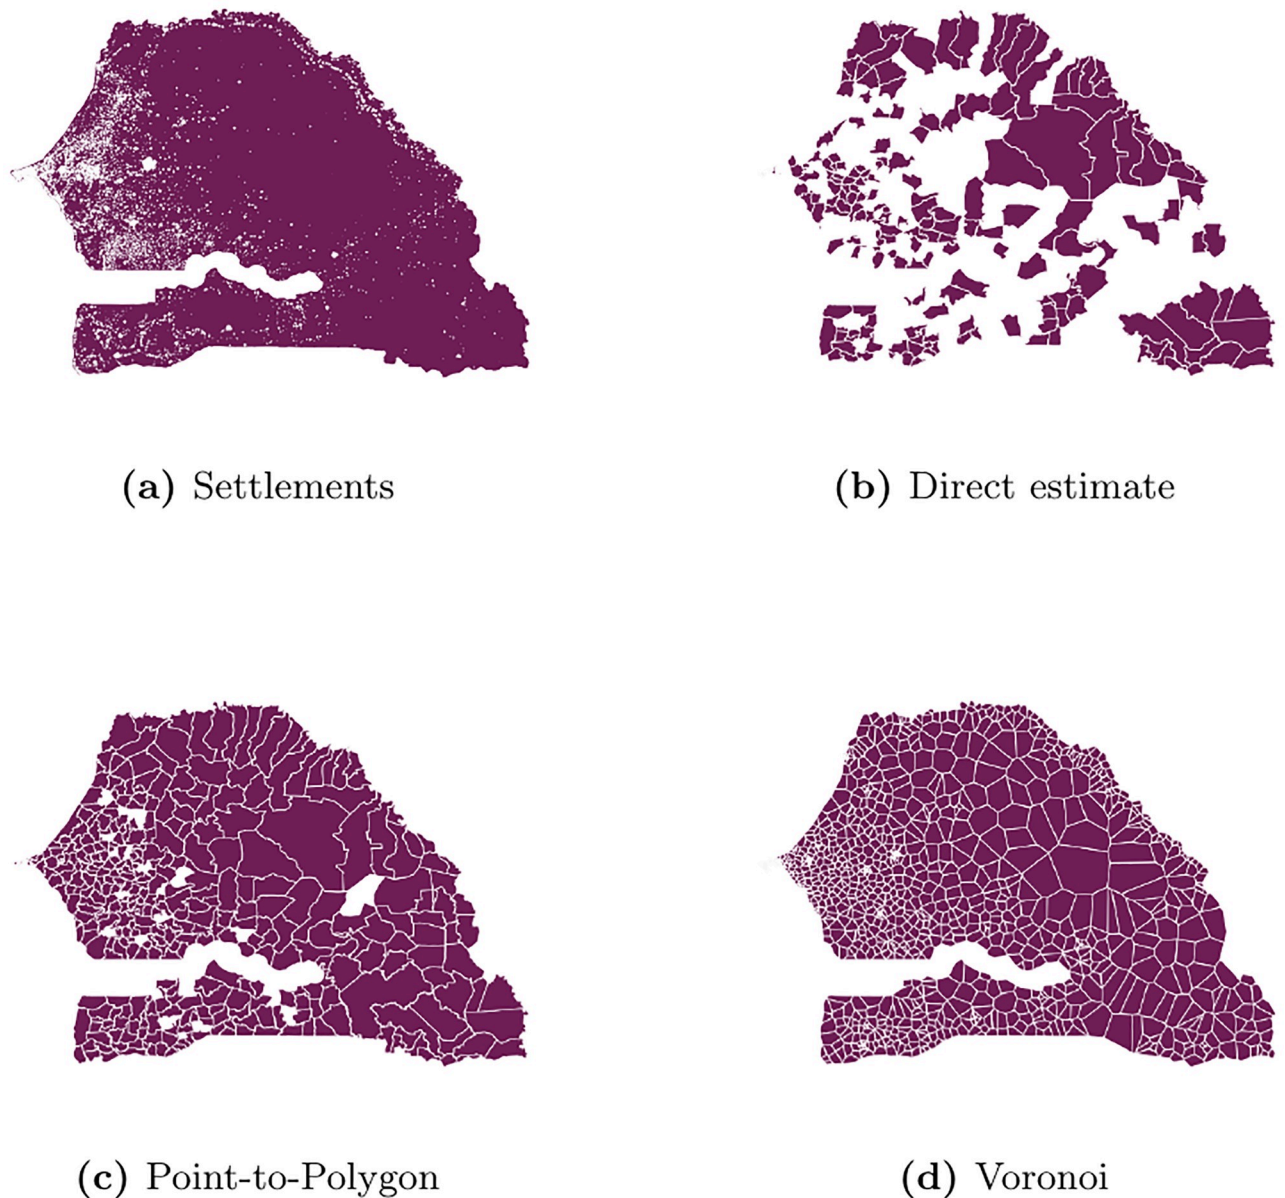 (a) Settlements
(b) Direct estimate
(c) Point-to-Polygon
(d) Voronoi